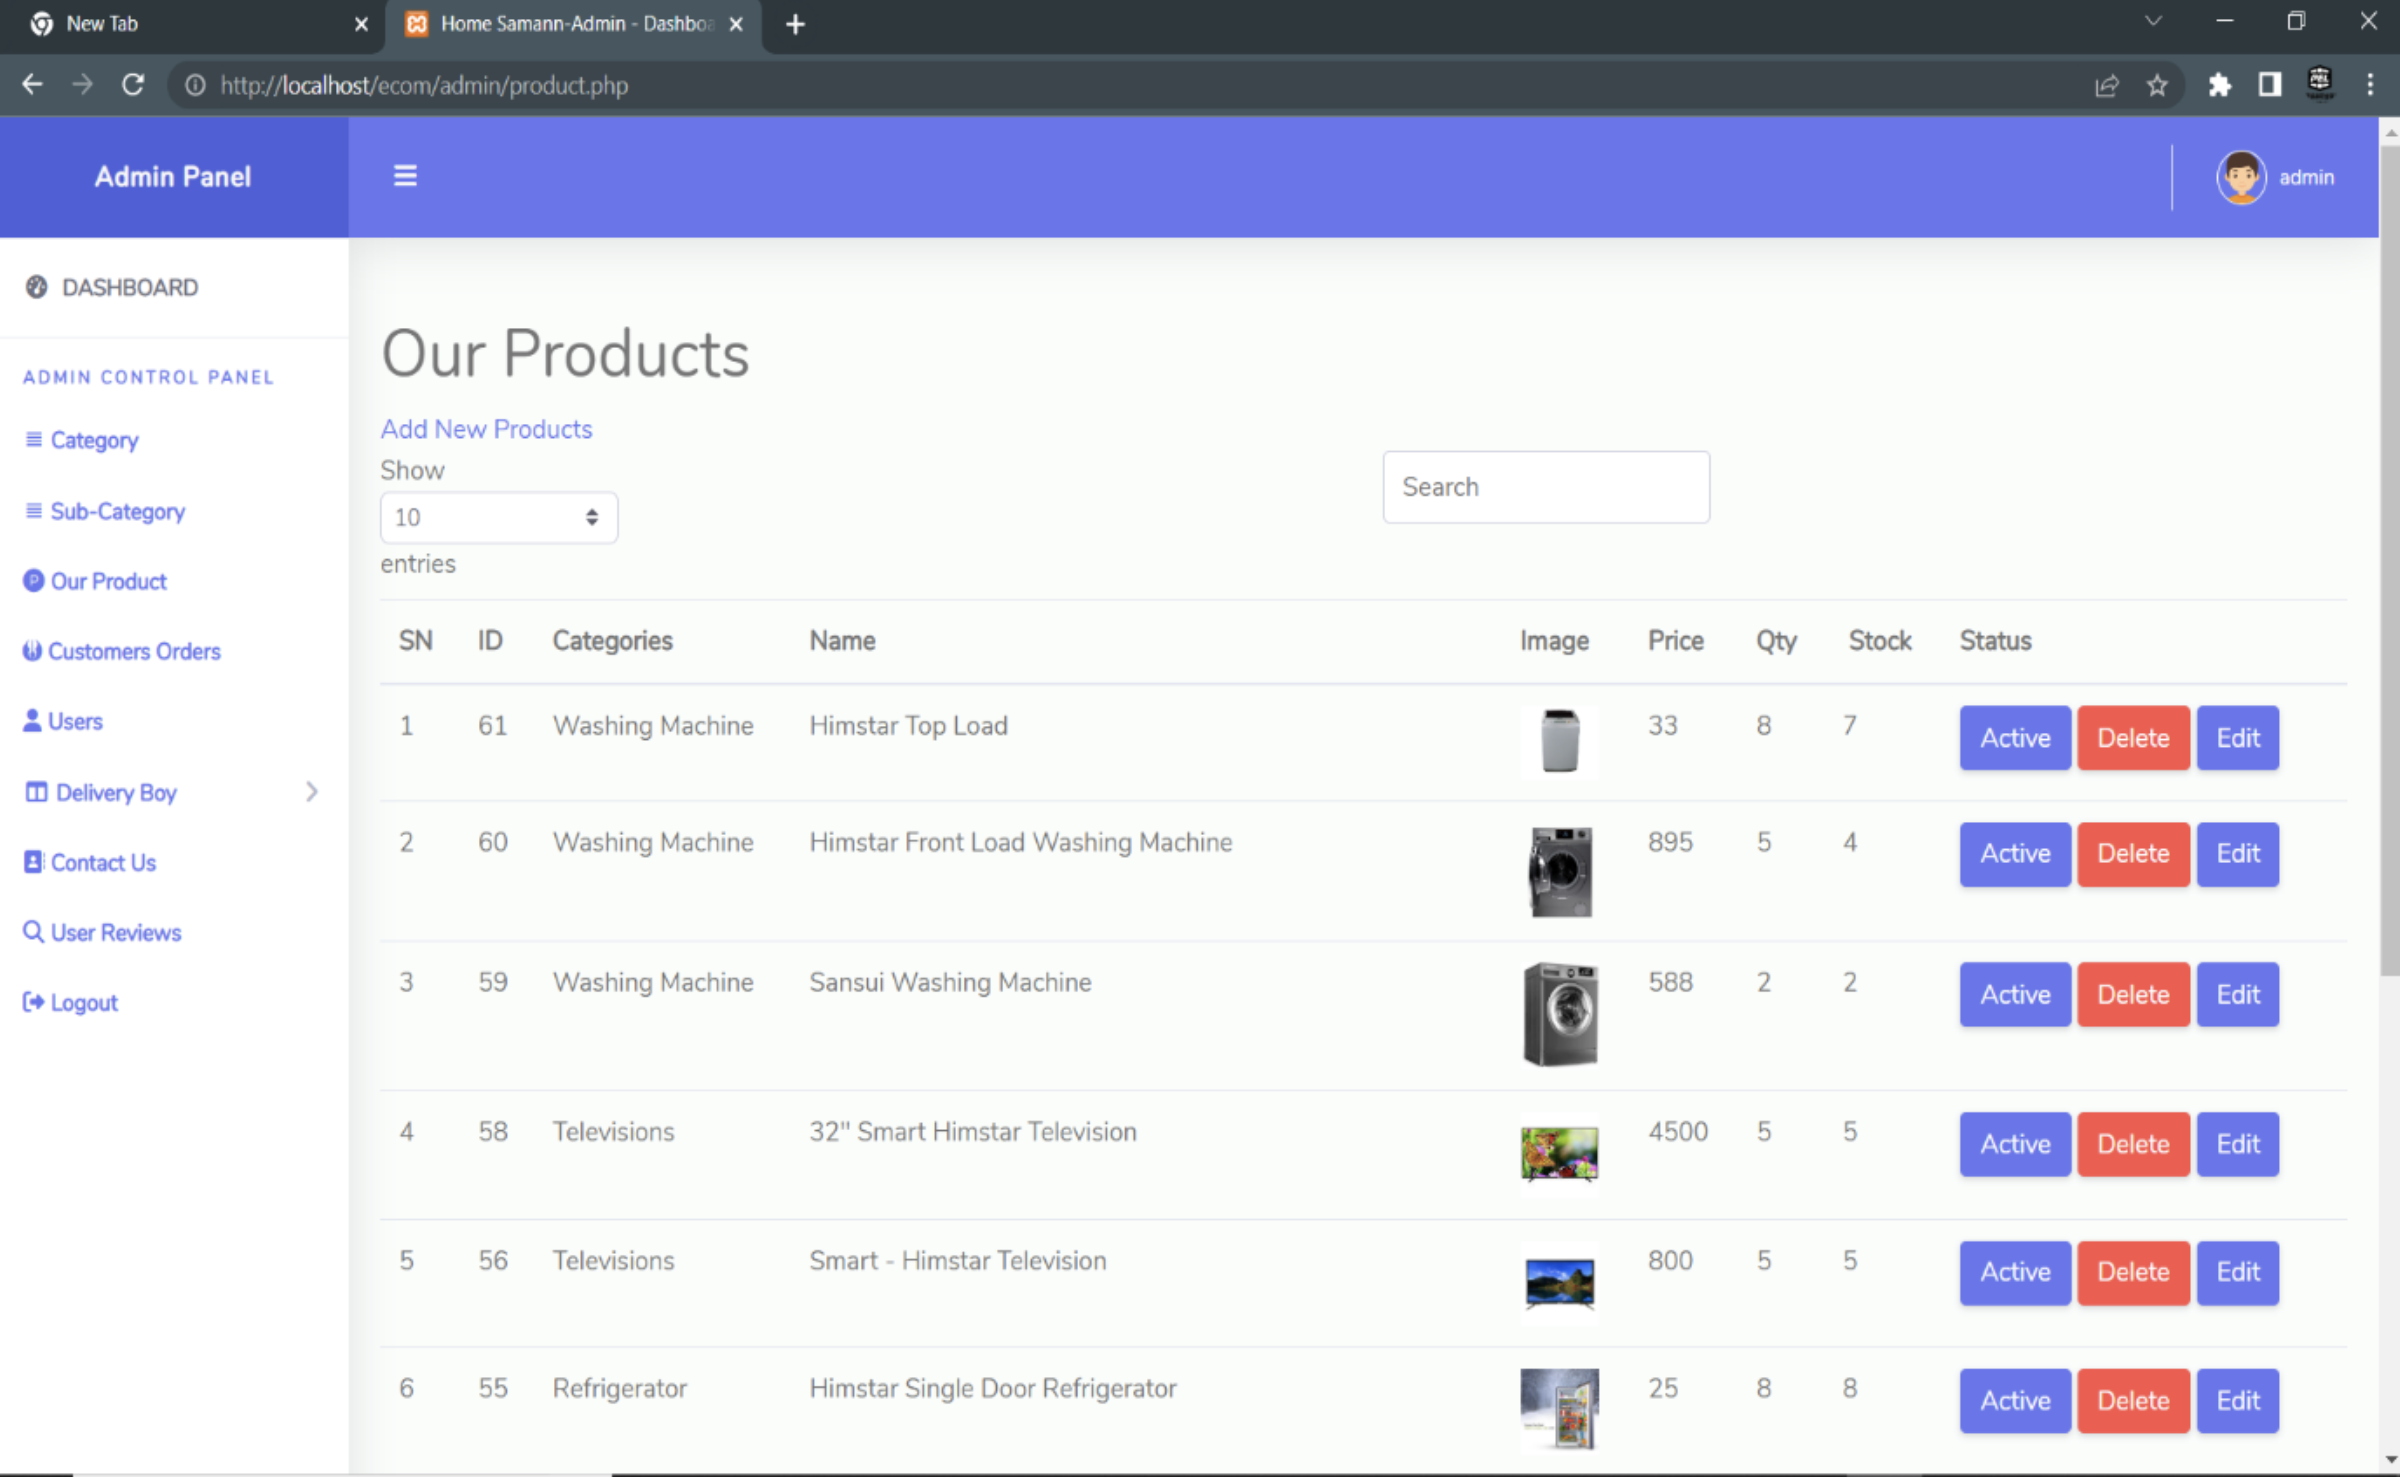 New Tab
Home Samann-Admin - Dashboa
http://localhost/ecom/admin/product.php
Admin Panel
admin
DASHBOARD
ADMIN CONTROL PANEL
Category
Sub-Category
Our Product
Customers Orders
Users
Delivery Boy
Contact Us
User Reviews
Logout
Our Products
Add New Products
Show
10
entries
Search
SN ID Categories Name Image Price Qty Stock Status
1 61 Washing Machine Himstar Top Load 33 8 7 Active Delete Edit
2 60 Washing Machine Himstar Front Load Washing Machine 895 5 4 Active Delete Edit
3 59 Washing Machine Sansui Washing Machine 588 2 2 Active Delete Edit
4 58 Televisions 32" Smart Himstar Television 4500 5 5 Active Delete Edit
5 56 Televisions Smart - Himstar Television 800 5 5 Active Delete Edit
6 55 Refrigerator Himstar Single Door Refrigerator 25 8 8 Active Delete Edit